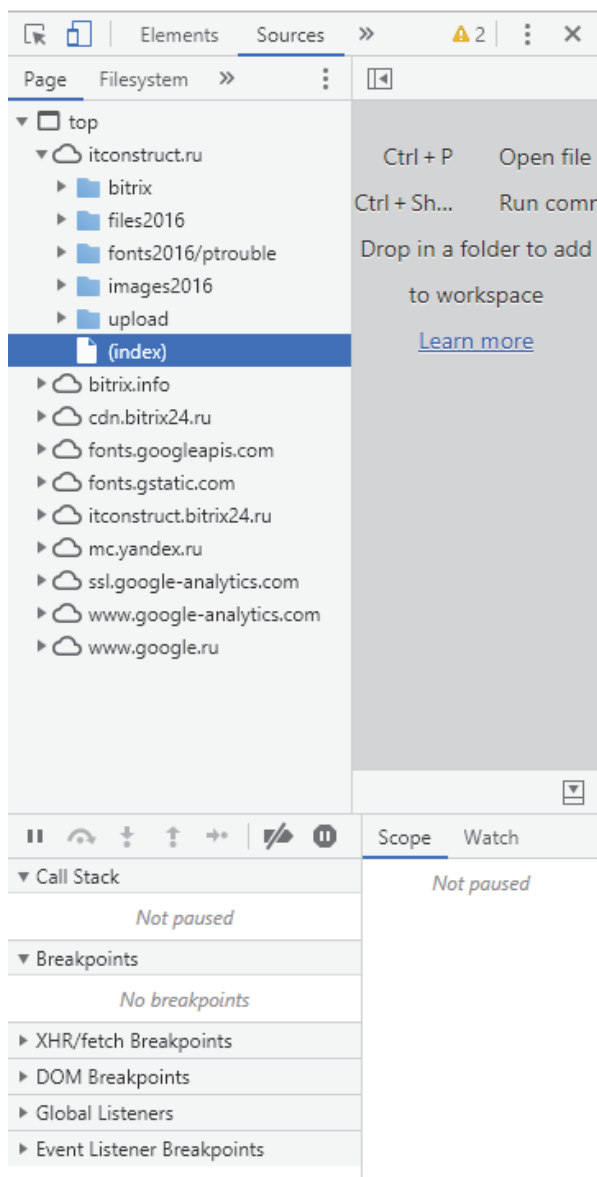 Elements Sources » 2
Page Filesystem »
top
itconstruct.ru
bitrix
files2016
fonts2016/ptrouble
images2016
upload
(index)
bitrix.info
cdn.bitrix24.ru
fonts.googleapis.com
fonts.gstatic.com
itconstruct.bitrix24.ru
mc.yandex.ru
ssl.google-analytics.com
www.google-analytics.com
www.google.ru
Ctrl + P Open file
Ctrl + Sh... Run comr
Drop in a folder to add
to workspace
Learn more
Call Stack
Not paused
Breakpoints
No breakpoints
XHR/fetch Breakpoints
DOM Breakpoints
Global Listeners
Event Listener Breakpoints
Scope Watch
Not paused